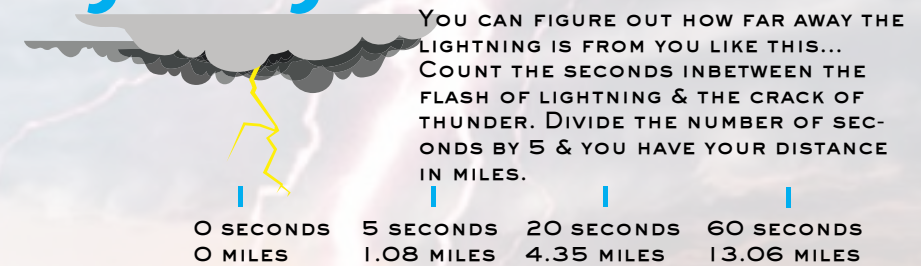 You can figure out how far away the
lightning is from you like this...
Count the seconds inbetween the
flash of lightning & the crack of
thunder. Divide the number of sec-
onds by 5 & you have your distance
in miles.
0 seconds 5 seconds 20 seconds 60 seconds
0 miles 1.08 miles 4.35 miles 13.06 miles